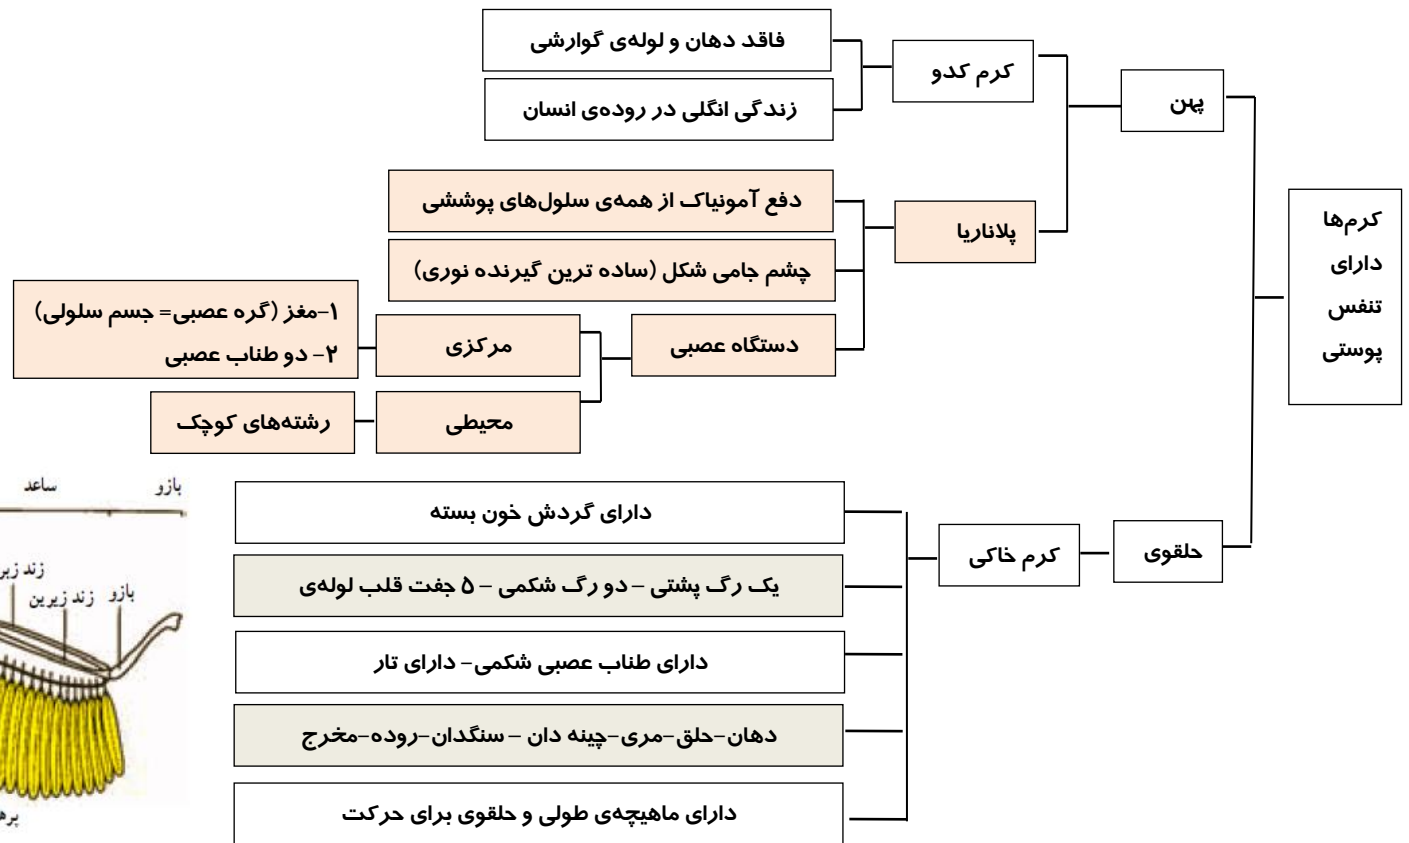 کرم‌ها
دارای
تنفس
پوستی
پهن
کرم کدو
فاقد دهان و لوله‌ی گوارشی
زندگی انگلی در روده‌ی انسان
پلاناریا
دفع آمونیاک از همه‌ی سلول‌های پوششی
چشم جامی شکل (ساده ترین گیرنده نوری)
دستگاه عصبی
مرکزی
۱-مغز (گره عصبی= جسم سلولی)
۲- دو طناب عصبی
محیطی
رشته‌های کوچک
حلقوی
کرم خاکی
دارای گردش خون بسته
یک رگ پشتی – دو رگ شکمی – ۵ جفت قلب لوله‌ی
دارای طناب عصبی شکمی- دارای تار
دهان-حلق-مری-چینه دان – سنگدان-روده-مخرج
دارای ماهیچه‌ی طولی و حلقوی برای حرکت
بازو
ساعد
زند
بازو
زند زیرین